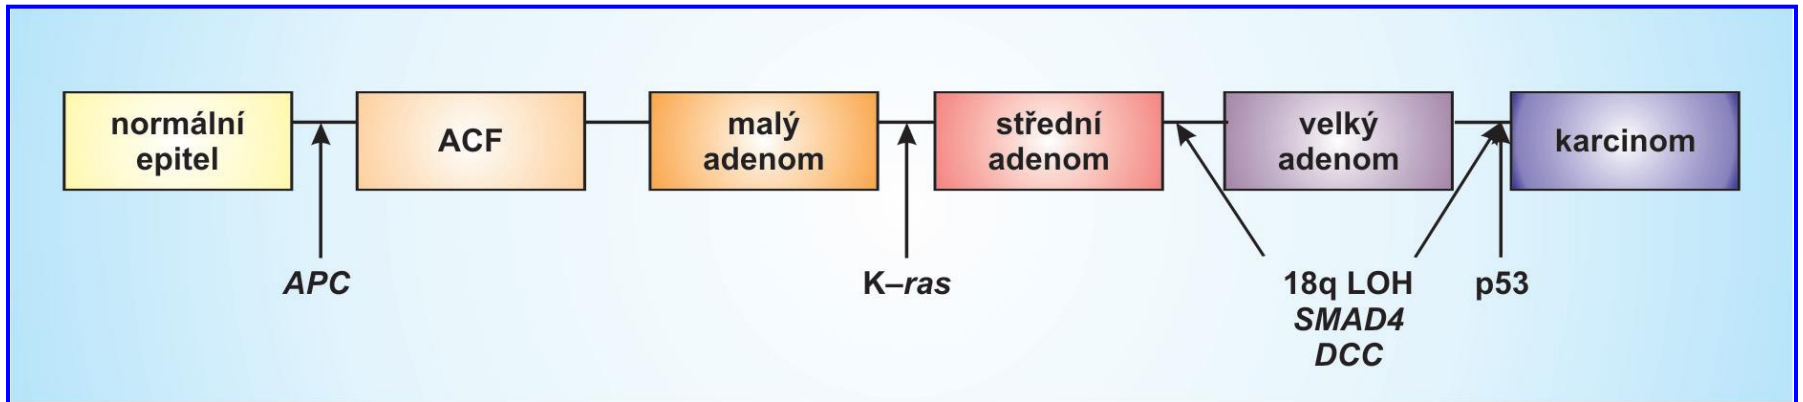 normální
epitel
ACF
malý
adenom
střední
adenom
velký
adenom
karcinom
APC
K–ras
18q LOH
SMAD4
DCC
p53